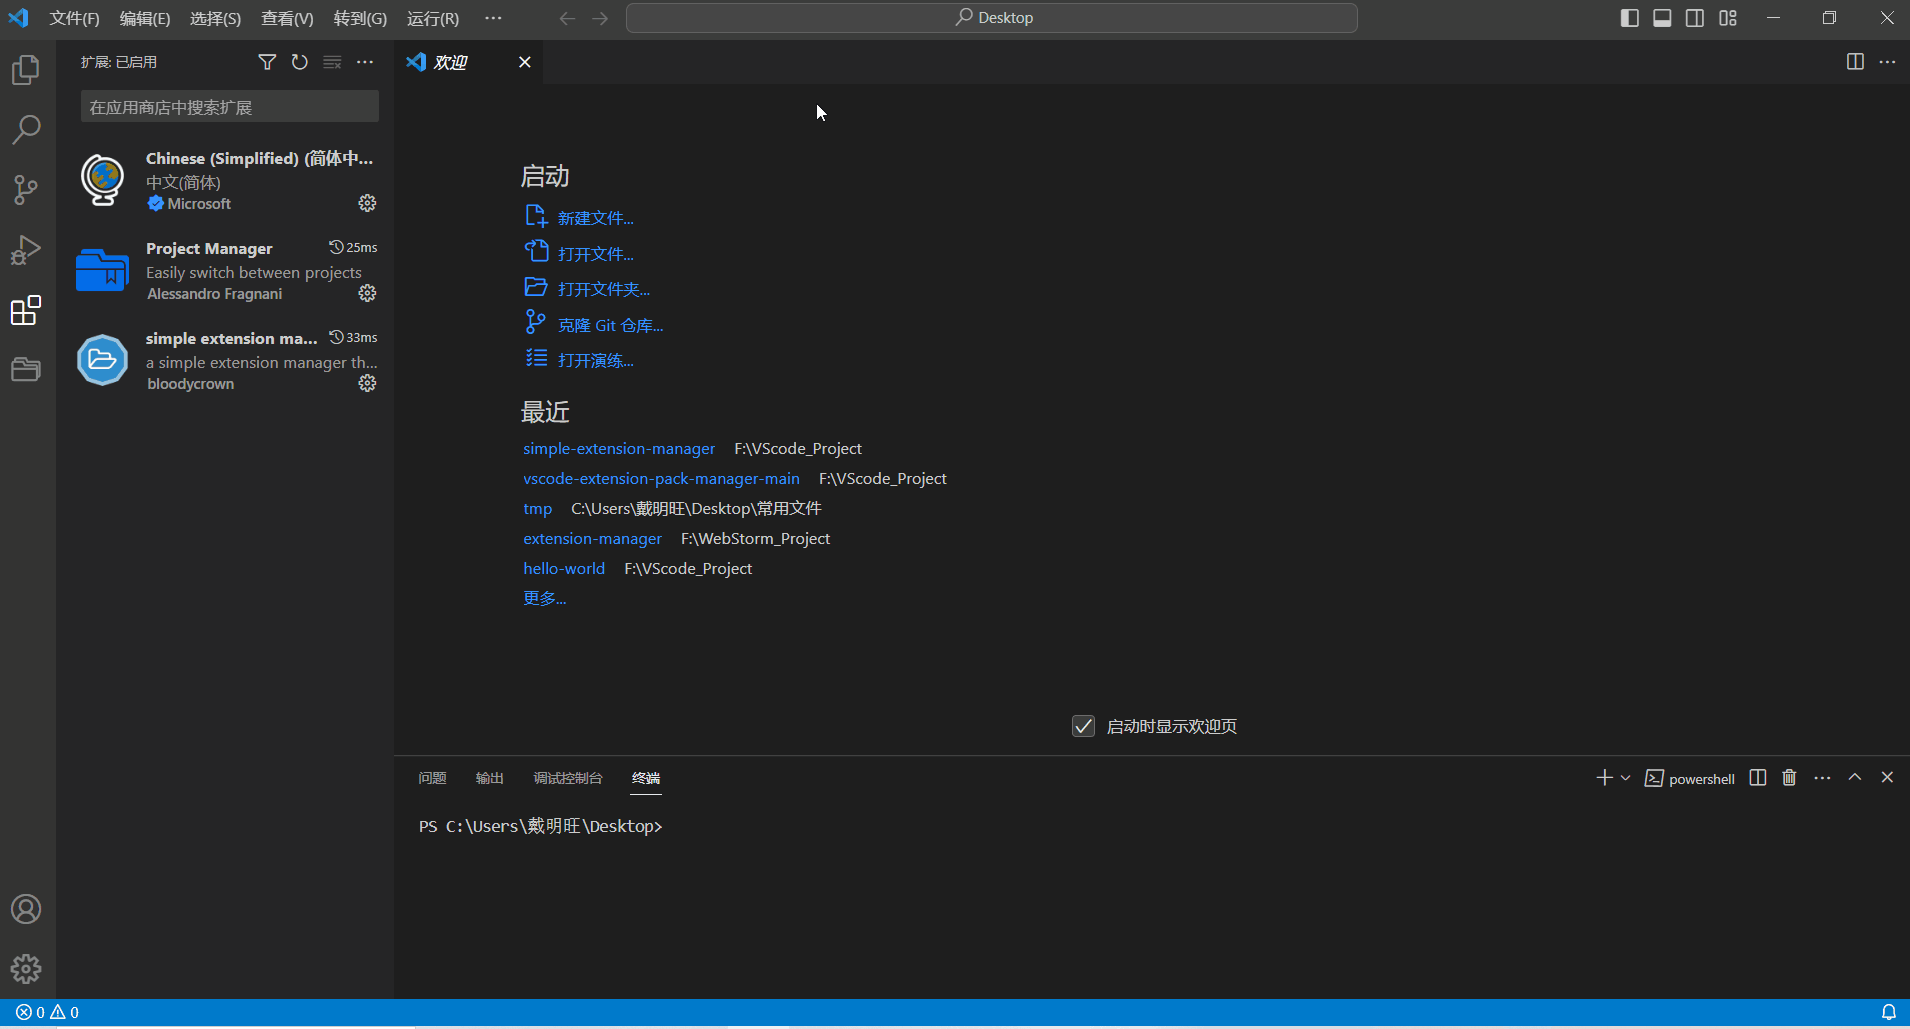 文件(F) 编辑(E) 选择(S) 查看(V) 转到(G) 运行(R) ··· Desktop
扩展: 已启用
在应用商店中搜索扩展
Chinese (Simplified) (简体中...
中文(简体)
Microsoft
Project Manager 25ms
Easily switch between projects
Alessandro Fragnani
simple extension ma... 33ms
a simple extension manager th...
bloodycrown
欢迎
启动
新建文件...
打开文件...
打开文件夹...
克隆 Git 仓库...
打开演练...
最近
simple-extension-manager F:\VScode_Project
vscode-extension-pack-manager-main F:\VScode_Project
tmp C:\Users\戴明旺\Desktop\常用文件
extension-manager F:\WebStorm_Project
hello-world F:\VScode_Project
更多...
启动时显示欢迎页
问题 输出 调试控制台 终端 powershell
PS C:\Users\戴明旺\Desktop>
0 0